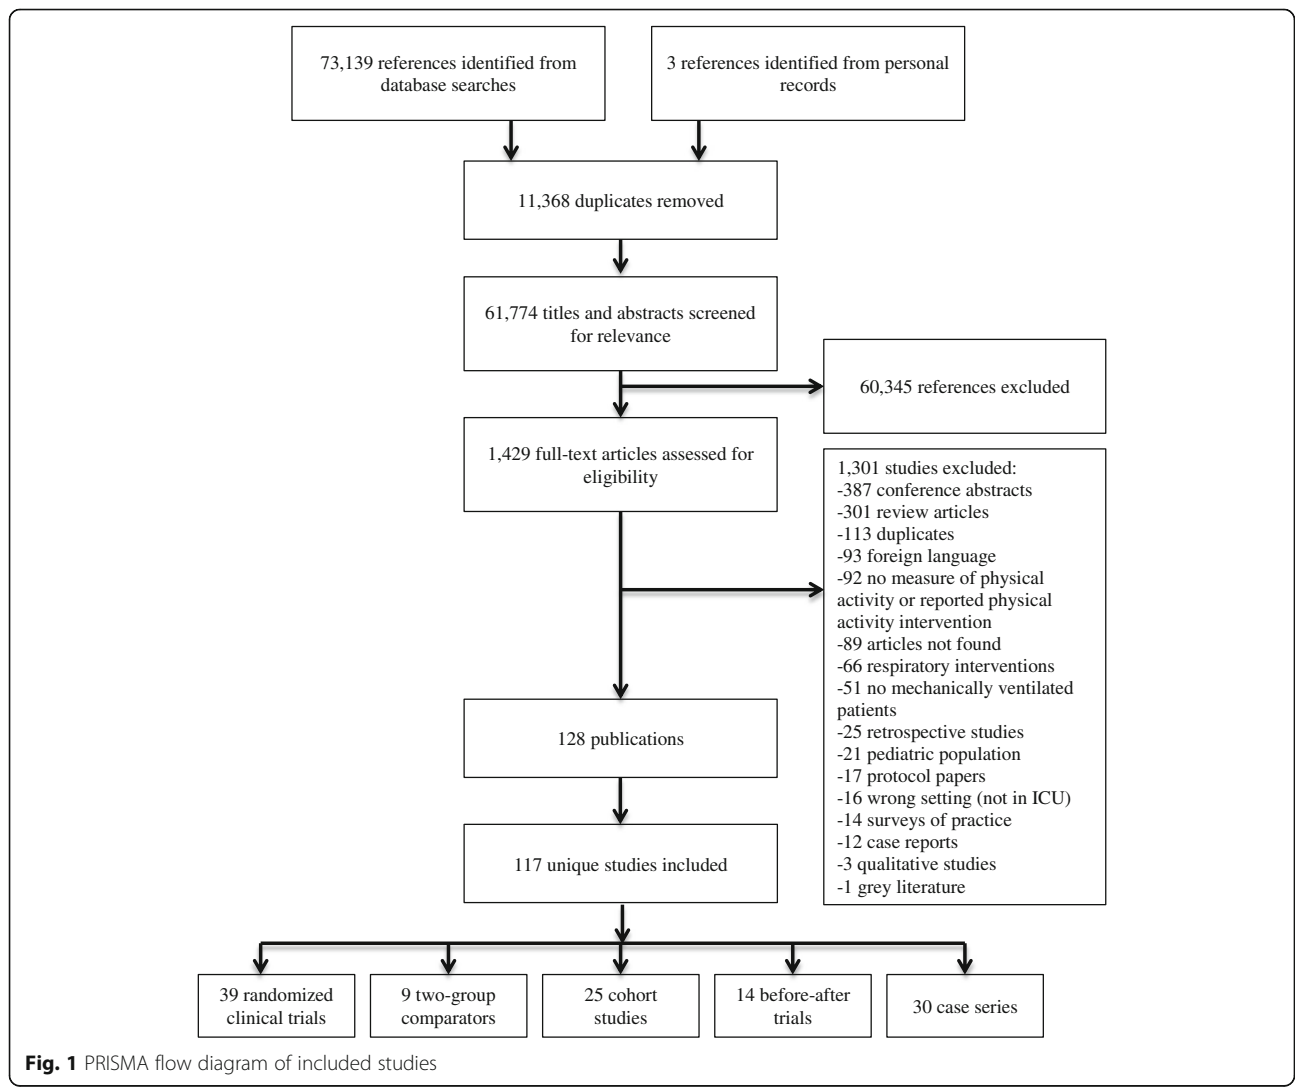 73,139 references identified from
database searches
3 references identified from personal
records
11,368 duplicates removed
61,774 titles and abstracts screened
for relevance
60,345 references excluded
1,429 full-text articles assessed for
eligibility
1,301 studies excluded:
-387 conference abstracts
-301 review articles
-113 duplicates
-93 foreign language
-92 no measure of physical
activity or reported physical
activity intervention
-89 articles not found
-66 respiratory interventions
-51 no mechanically ventilated
patients
-25 retrospective studies
-21 pediatric population
-17 protocol papers
-16 wrong setting (not in ICU)
-14 surveys of practice
-12 case reports
-3 qualitative studies
-1 grey literature
128 publications
117 unique studies included
39 randomized
clinical trials
9 two-group
comparators
25 cohort
studies
14 before-after
trials
30 case series
Fig. 1 PRISMA flow diagram of included studies